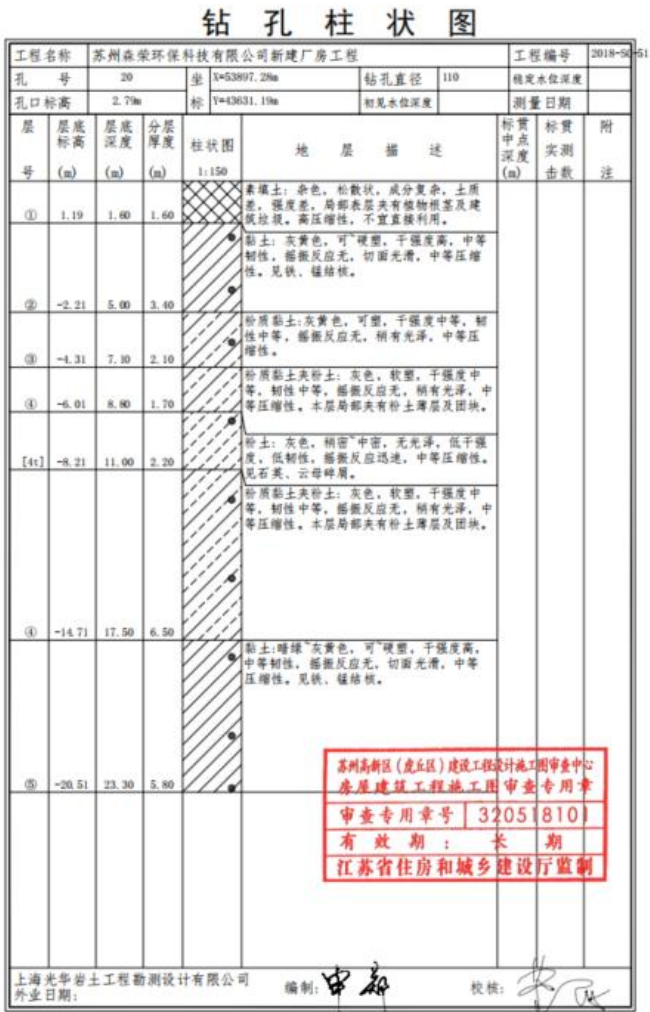 钻 孔 柱 状 图
工程名称 苏州森荣环保科技有限公司新建厂房工程 工程编号 2018-SG-51
孔 号 20 坐 X=53897.28m 钻孔直径 110 稳定水位深度
孔口标高 2.79m 标 Y=43631.19m 初见水位深度 测量日期
层号 层底标高(m) 层底深度(m) 分层厚度(m) 柱状图 1:150 地 层 描 述 标贯中点深度(m) 标贯实测击数 附注
① 1.19 1.60 1.60
素填土: 杂色, 松散状, 成分复杂, 土质
差, 强度差, 局部表层夹有植物根茎及建
筑垃圾。高压缩性, 不宜直接利用。
② -2.21 5.00 3.40
黏土: 灰黄色, 可~硬塑, 干强度高, 中等
韧性, 摇振反应无, 切面光滑, 中等压缩
性。见铁、锰结核。
③ -4.31 7.10 2.10
粉质黏土:灰黄色, 可塑, 干强度中等, 韧
性中等, 摇振反应无, 稍有光泽, 中等压
缩性。
④ -6.01 8.80 1.70
粉质黏土夹粉土: 灰色, 软塑, 干强度中
等, 韧性中等, 摇振反应无, 稍有光泽, 中
等压缩性。本层局部夹有粉土薄层及团块。
[4t] -8.21 11.00 2.20
粉土: 灰色, 稍密~中密, 无光泽, 低干强
度, 低韧性, 摇振反应迅速, 中等压缩性。
见石英、云母碎屑。
④ -14.71 17.50 6.50
粉质黏土夹粉土: 灰色, 软塑, 干强度中
等, 韧性中等, 摇振反应无, 稍有光泽, 中
等压缩性。本层局部夹有粉土薄层及团块。
⑤ -20.51 23.30 5.80
黏土:暗绿~灰黄色, 可~硬塑, 干强度高,
中等韧性, 摇振反应无, 切面光滑, 中等
压缩性。见铁、锰结核。
苏州高新区(虎丘区)建设工程设计施工图审查中心
房屋建筑工程施工图审查专用章
审查专用章号 320518101
有 效 期 : 长 期
江苏省住房和城乡建设厅监制
上海光华岩土工程勘测设计有限公司 编制: 校核:
外业日期: